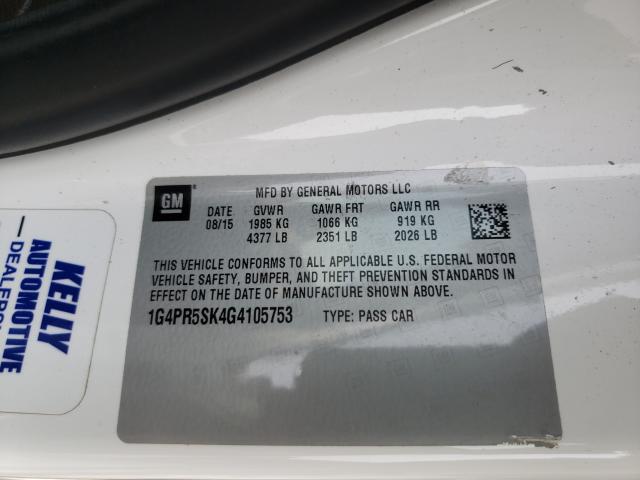 GM
MFD BY GENERAL MOTORS LLC
DATE GVWR GAWR FRT GAWR RR
08/15 1985 KG 1066 KG 919 KG
4377 LB 2351 LB 2026 LB
THIS VEHICLE CONFORMS TO ALL APPLICABLE U.S. FEDERAL MOTOR
VEHICLE SAFETY, BUMPER, AND THEFT PREVENTION STANDARDS IN
EFFECT ON THE DATE OF MANUFACTURE SHOWN ABOVE.
1G4PR5SK4G4105753 TYPE: PASS CAR
KELLY
AUTOMOTIVE